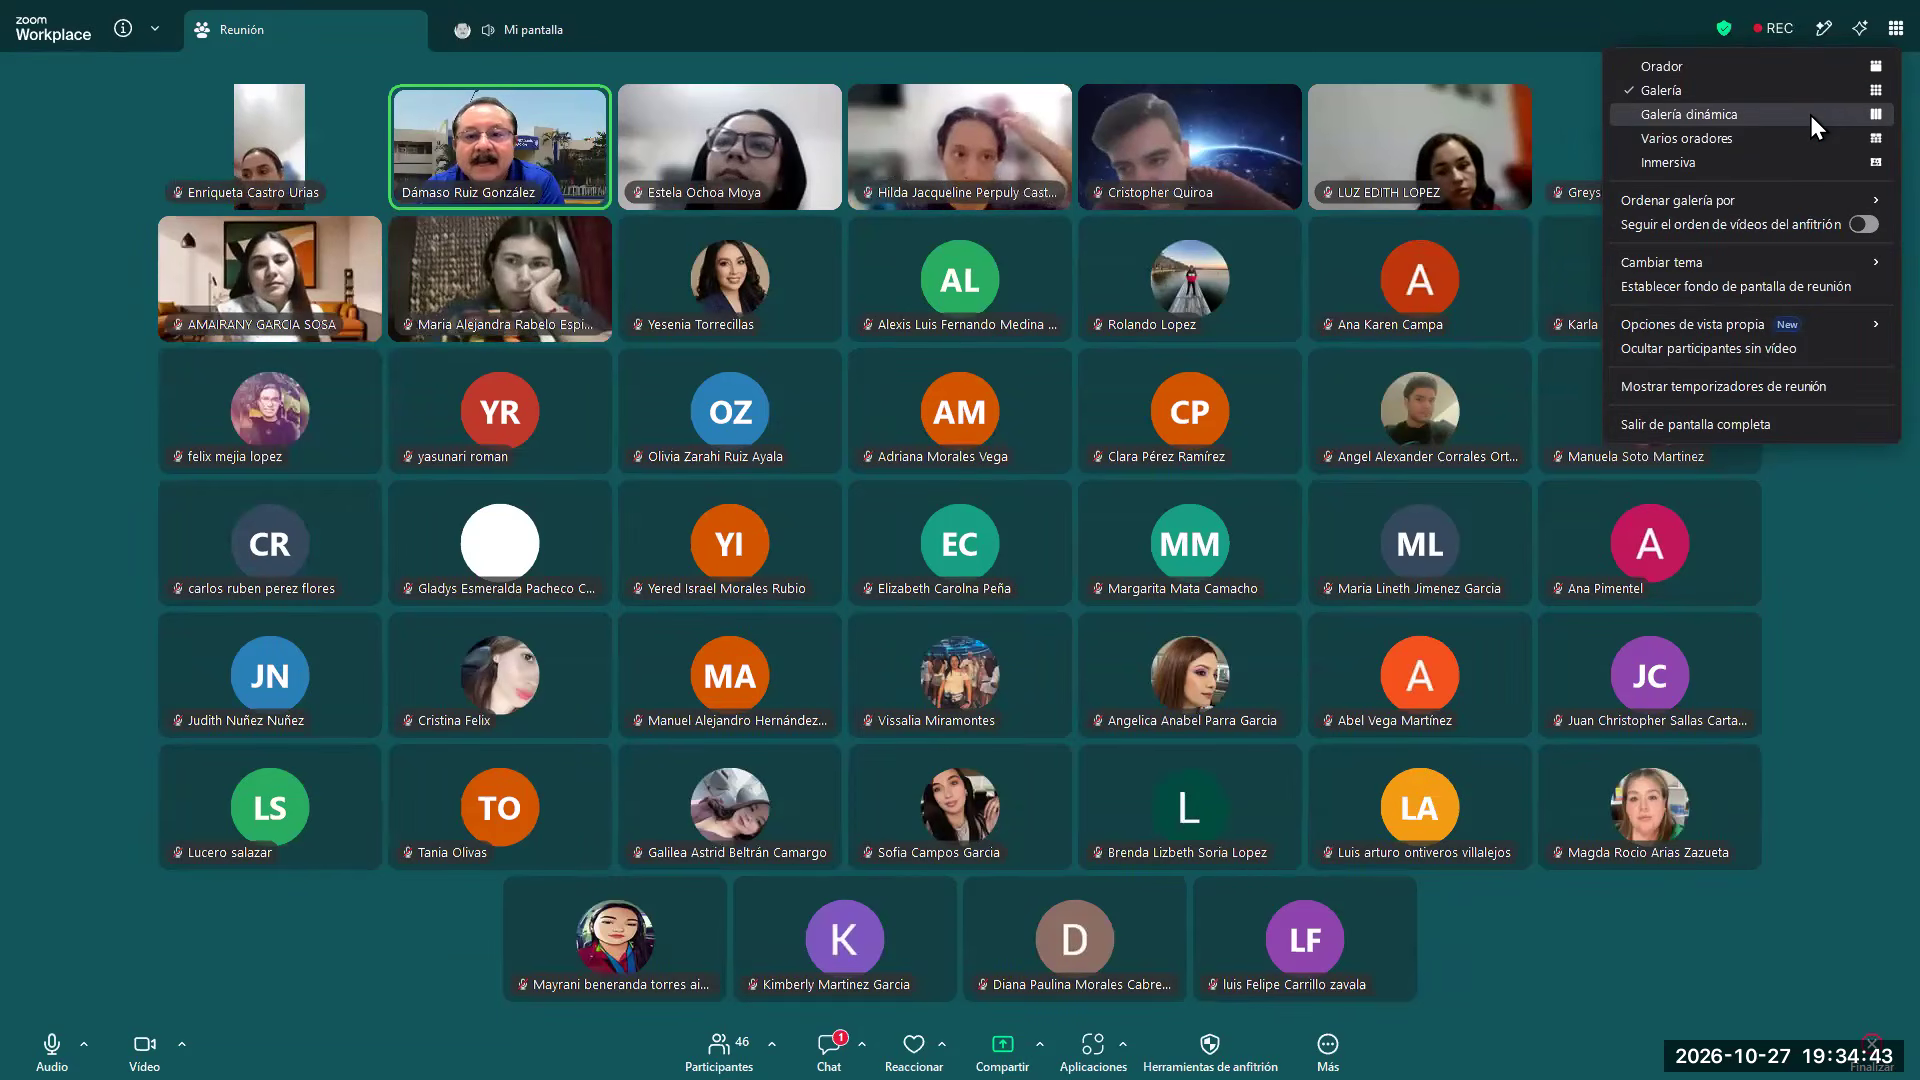 zoom
Workplace
Reunión
Mi pantalla
REC
Orador
Galería
Galería dinámica
Varios oradores
Inmersiva
Ordenar galería por
Seguir el orden de vídeos del anfitrión
Cambiar tema
Establecer fondo de pantalla de reunión
Opciones de vista propia New
Ocultar participantes sin vídeo
Mostrar temporizadores de reunión
Salir de pantalla completa
Enriqueta Castro Urias
Dámaso Ruiz González
Estela Ochoa Moya
Hilda Jacqueline Perpuly Cast...
Cristopher Quiroa
LUZ EDITH LOPEZ
Greys
AMAIRANY GARCIA SOSA
Maria Alejandra Rabelo Espi...
Yesenia Torrecillas
AL
Alexis Luis Fernando Medina ...
Rolando Lopez
A
Ana Karen Campa
Karla
felix mejia lopez
YR
yasunari roman
OZ
Olivia Zarahi Ruiz Ayala
AM
Adriana Morales Vega
CP
Clara Pérez Ramírez
Angel Alexander Corrales Ort...
Manuela Soto Martinez
CR
carlos ruben perez flores
Gladys Esmeralda Pacheco C...
YI
Yered Israel Morales Rubio
EC
Elizabeth Carolna Peña
MM
Margarita Mata Camacho
ML
Maria Lineth Jimenez Garcia
A
Ana Pimentel
JN
Judith Nuñez Nuñez
Cristina Felix
MA
Manuel Alejandro Hernández...
Vissalia Miramontes
Angelica Anabel Parra Garcia
A
Abel Vega Martínez
JC
Juan Christopher Sallas Carta...
LS
Lucero salazar
TO
Tania Olivas
Galilea Astrid Beltrán Camargo
Sofia Campos Garcia
L
Brenda Lizbeth Soria Lopez
LA
Luis arturo ontiveros villalejos
Magda Rocio Arias Zazueta
Mayrani beneranda torres ai...
K
Kimberly Martinez Garcia
D
Diana Paulina Morales Cabre...
LF
luis Felipe Carrillo zavala
Audio
Vídeo
46
Participantes
1
Chat
Reaccionar
Compartir
Aplicaciones
Herramientas de anfitrión
Más
2026-10-27 19:34:43
Finalizar